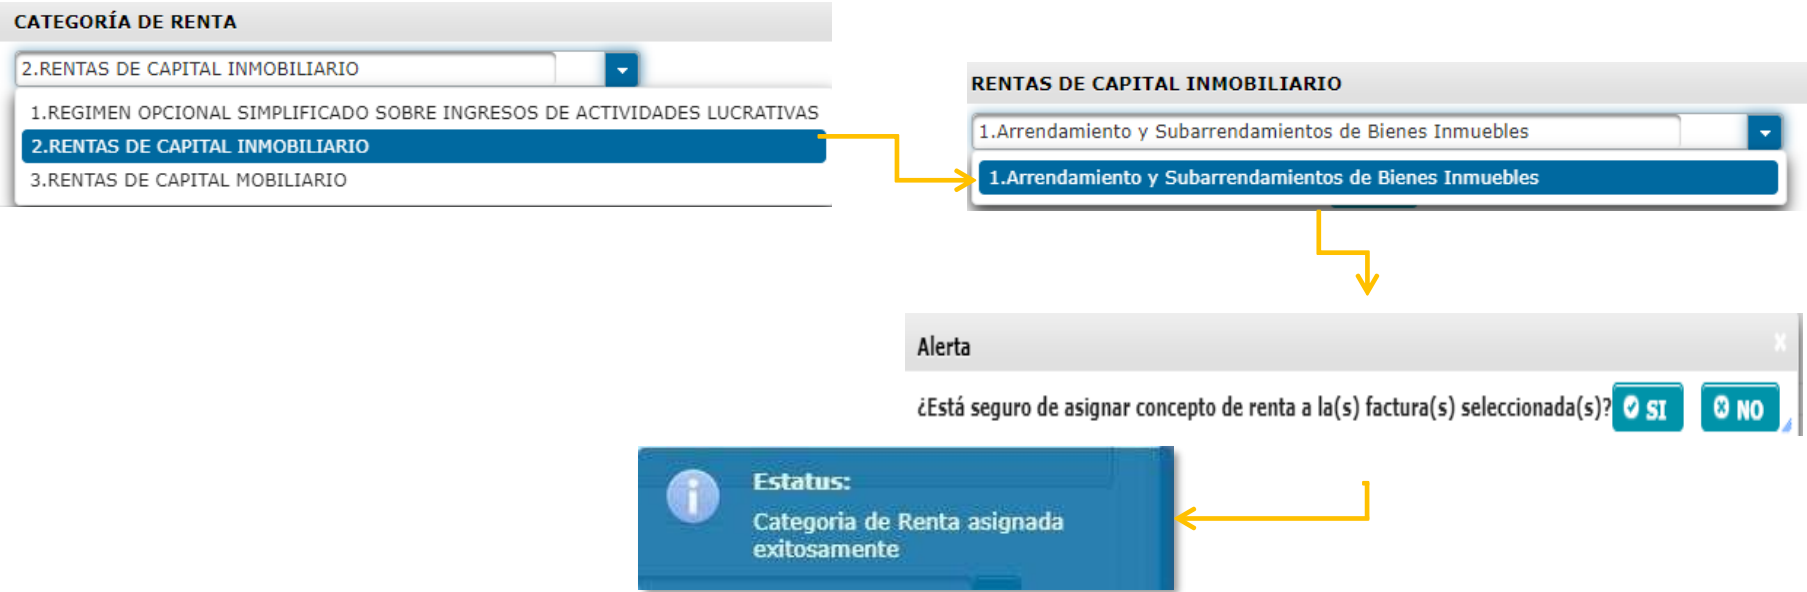 CATEGORÍA DE RENTA
2.RENTAS DE CAPITAL INMOBILIARIO
1.REGIMEN OPCIONAL SIMPLIFICADO SOBRE INGRESOS DE ACTIVIDADES LUCRATIVAS
2.RENTAS DE CAPITAL INMOBILIARIO
3.RENTAS DE CAPITAL MOBILIARIO
RENTAS DE CAPITAL INMOBILIARIO
1.Arrendamiento y Subarrendamientos de Bienes Inmuebles
1.Arrendamiento y Subarrendamientos de Bienes Inmuebles
Alerta
¿Está seguro de asignar concepto de renta a la(s) factura(s) seleccionada(s)? SI NO
Estatus:
Categoria de Renta asignada
exitosamente